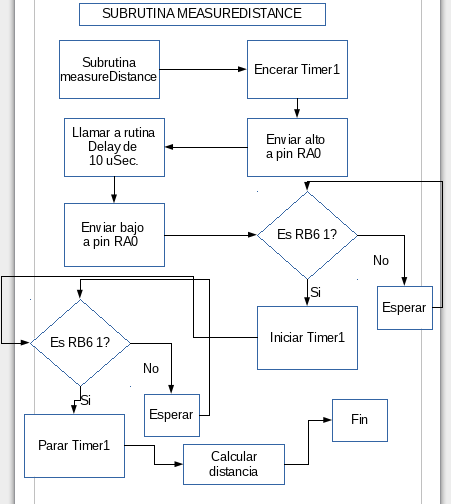 SUBRUTINA MEASUREDISTANCE
Subrutina
measureDistance
Encerar Timer1
Llamar a rutina
Delay de
10 uSec.
Enviar alto
a pin RA0
Enviar bajo
a pin RA0
Es RB6 1?
No
Si
Esperar
Iniciar Timer1
Es RB6 1?
No
Si
Esperar
Parar Timer1
Calcular
distancia
Fin